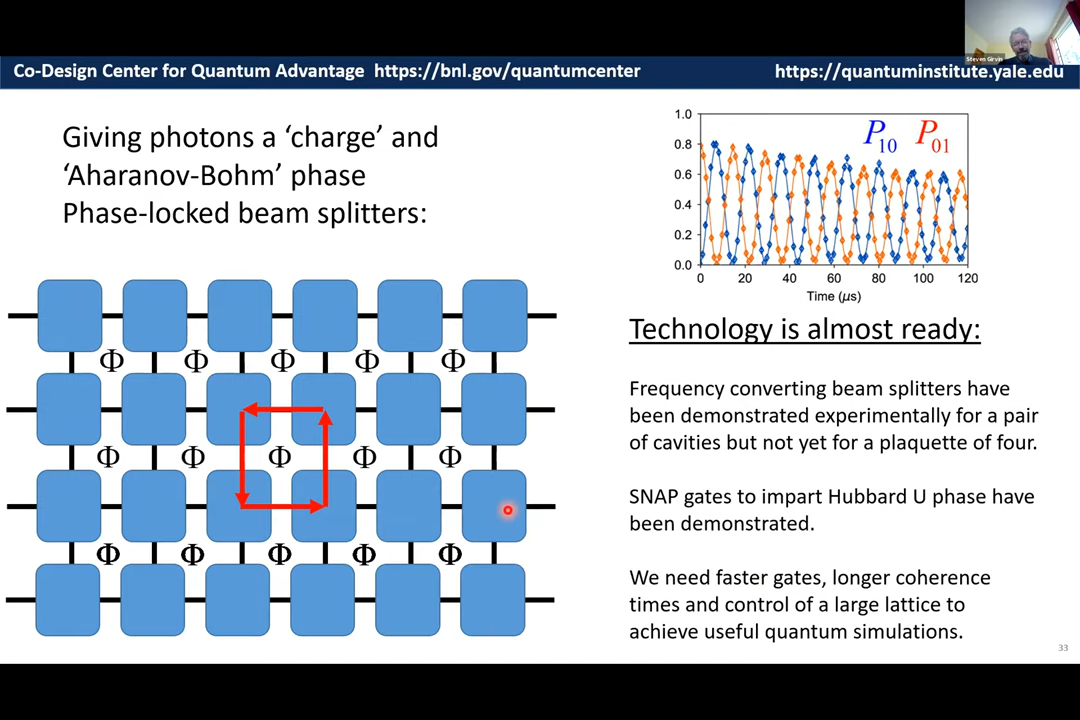 Steven Girvin
Co-Design Center for Quantum Advantage https://bnl.gov/quantumcenter
https://quantuminstitute.yale.edu
Giving photons a ‘charge’ and
‘Aharanov-Bohm’ phase
Phase-locked beam splitters:
Φ Φ Φ Φ Φ
Φ Φ Φ Φ Φ
Φ Φ Φ Φ Φ
1.0
0.8
0.6
0.4
0.2
0.0
P10 P01
0 20 40 60 80 100 120
Time (µs)
Technology is almost ready:
Frequency converting beam splitters have
been demonstrated experimentally for a pair
of cavities but not yet for a plaquette of four.
SNAP gates to impart Hubbard U phase have
been demonstrated.
We need faster gates, longer coherence
times and control of a large lattice to
achieve useful quantum simulations.
33